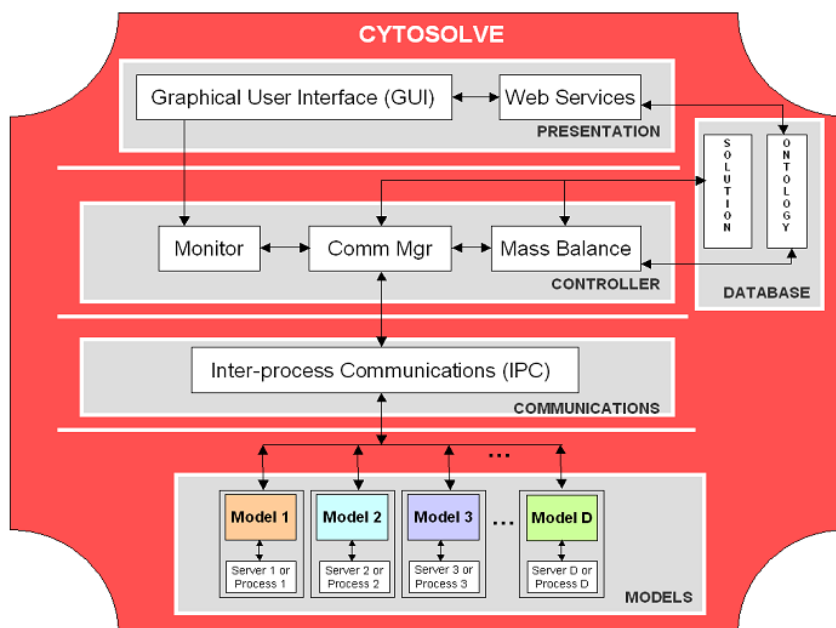 CYTOSOLVE
Graphical User Interface (GUI)
Web Services
PRESENTATION
SOLUTION
ONTOLOGY
DATABASE
Monitor
Comm Mgr
Mass Balance
CONTROLLER
Inter-process Communications (IPC)
COMMUNICATIONS
...
Model 1
Model 2
Model 3
...
Model D
Server 1 or
Process 1
Server 2 or
Process 2
Server 3 or
Process 3
Server D or
Process D
MODELS